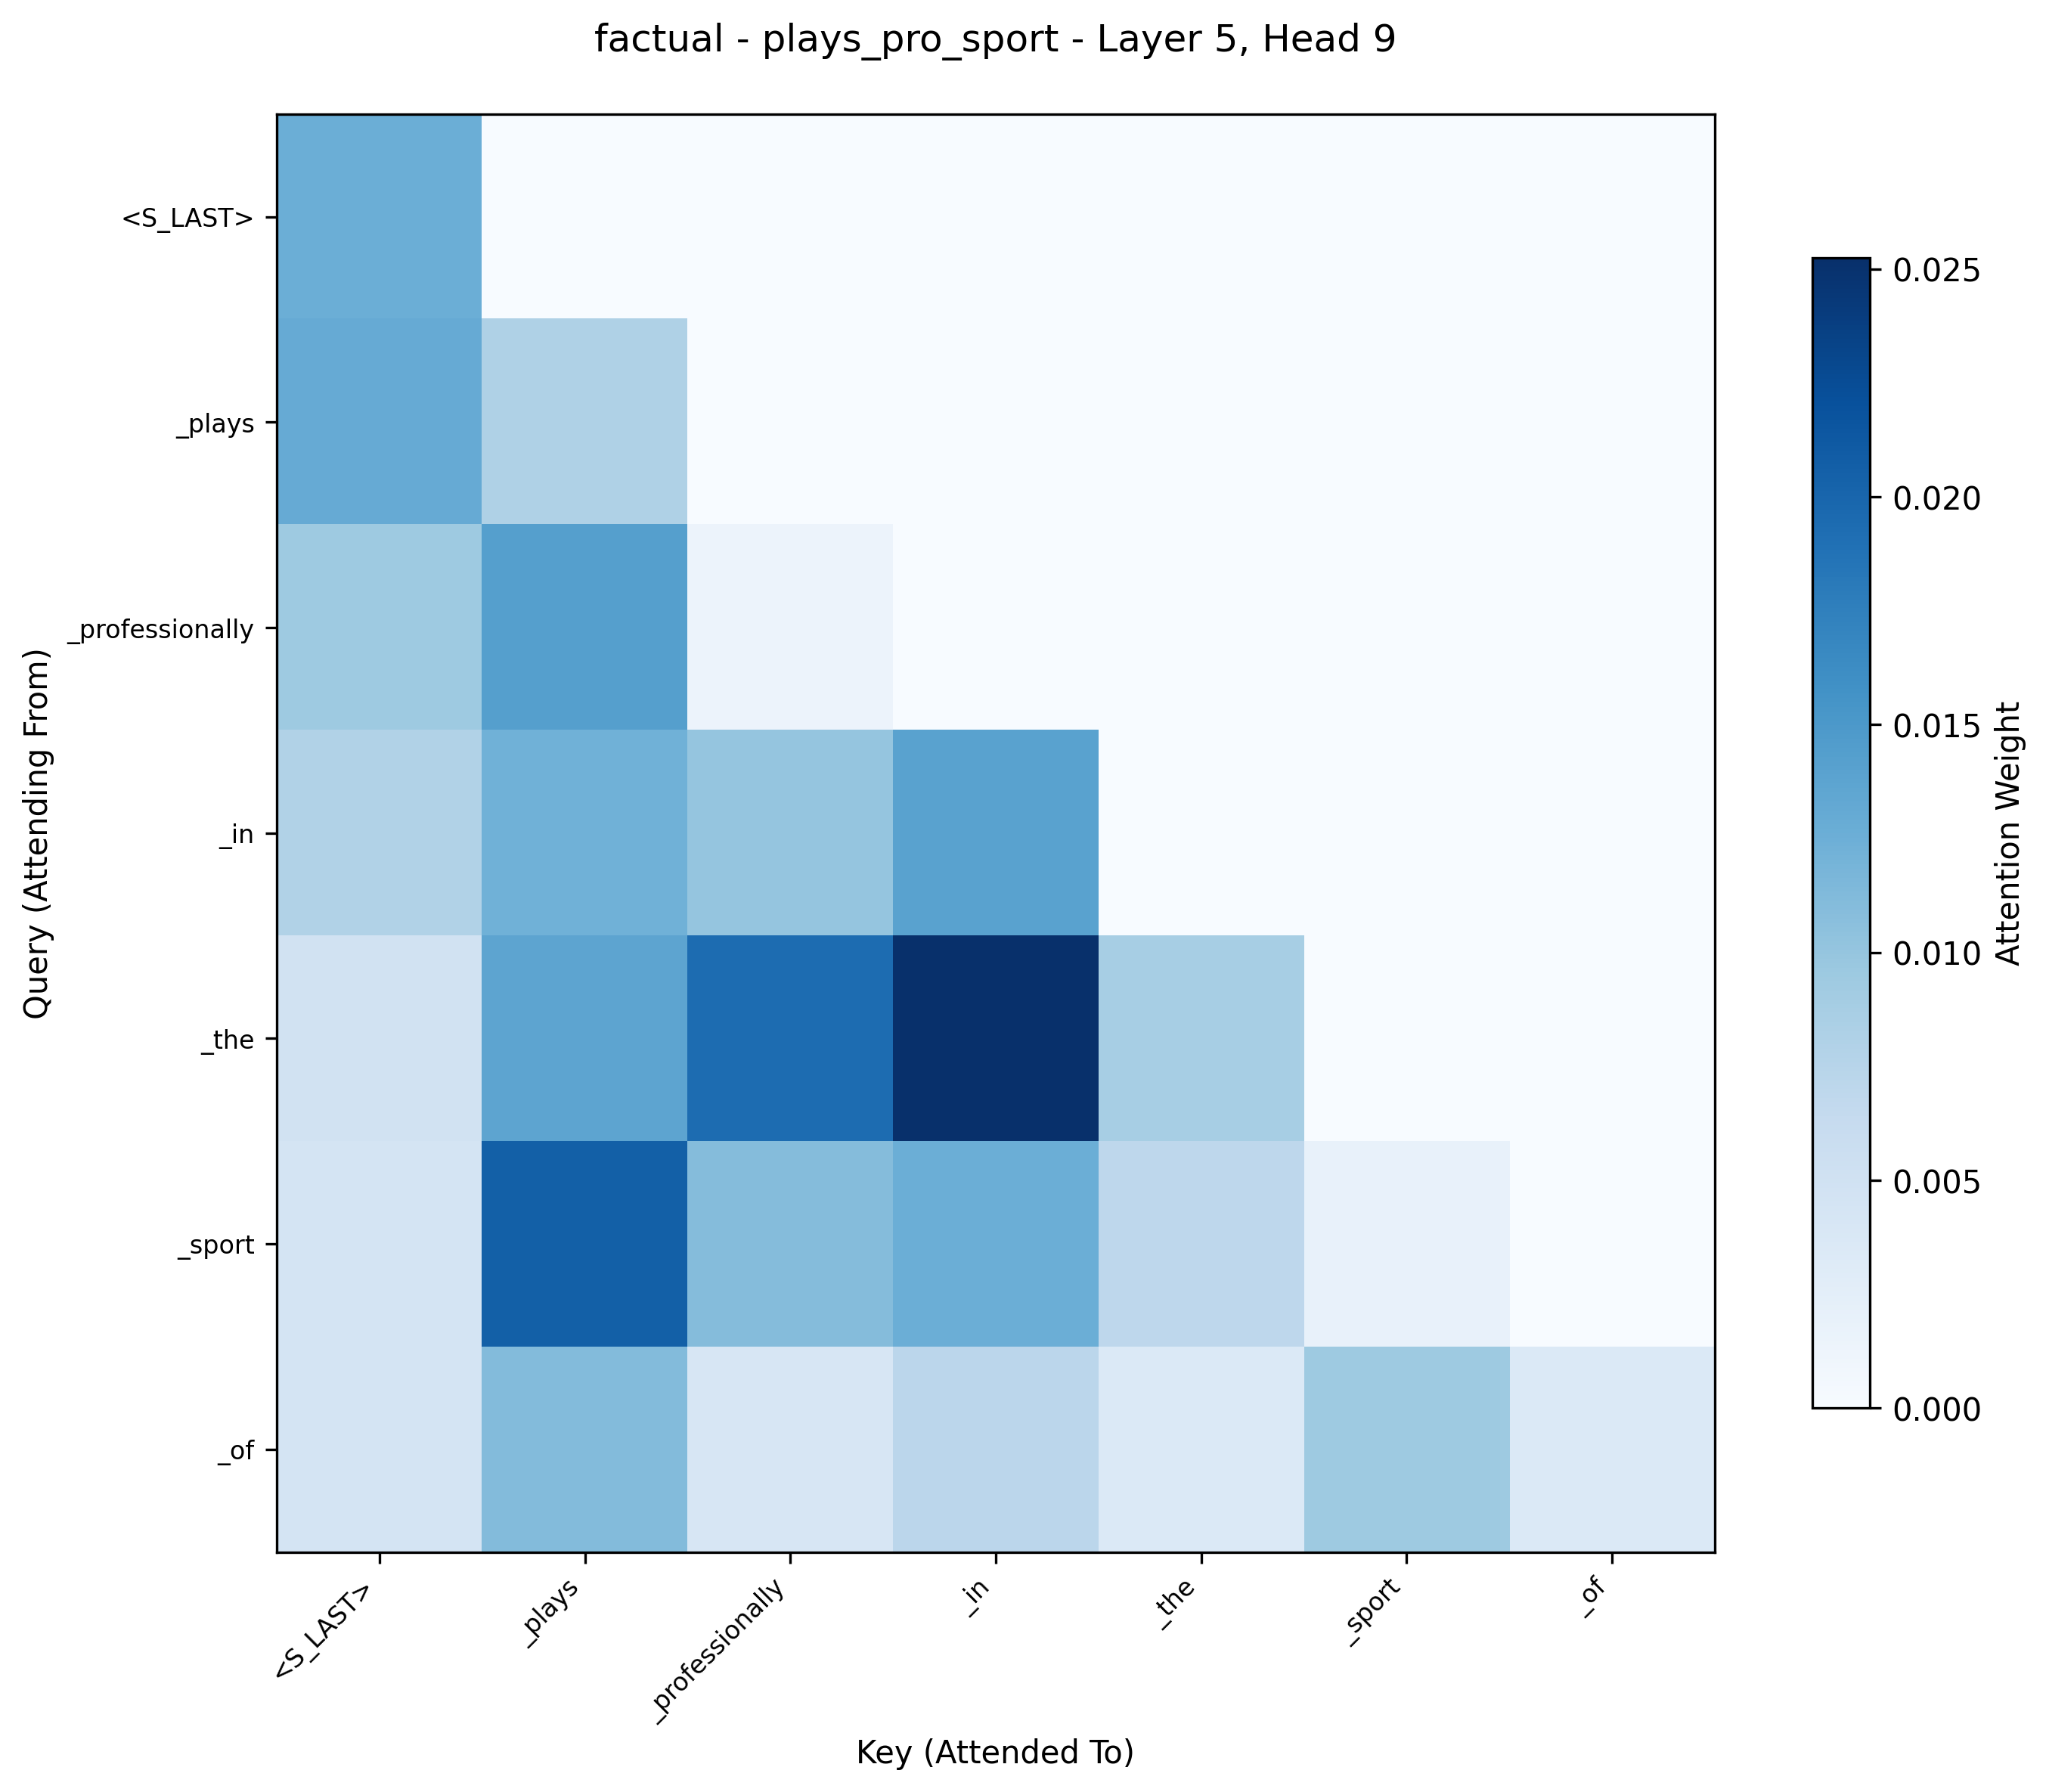 factual - plays_pro_sport - Layer 5, Head 9
Query (Attending From)
<S_LAST>
_plays
_professionally
_in
_the
_sport
_of
<S_LAST>
_plays
_professionally
_in
_the
_sport
_of
Key (Attended To)
0.025
0.020
0.015
0.010
0.005
0.000
Attention Weight